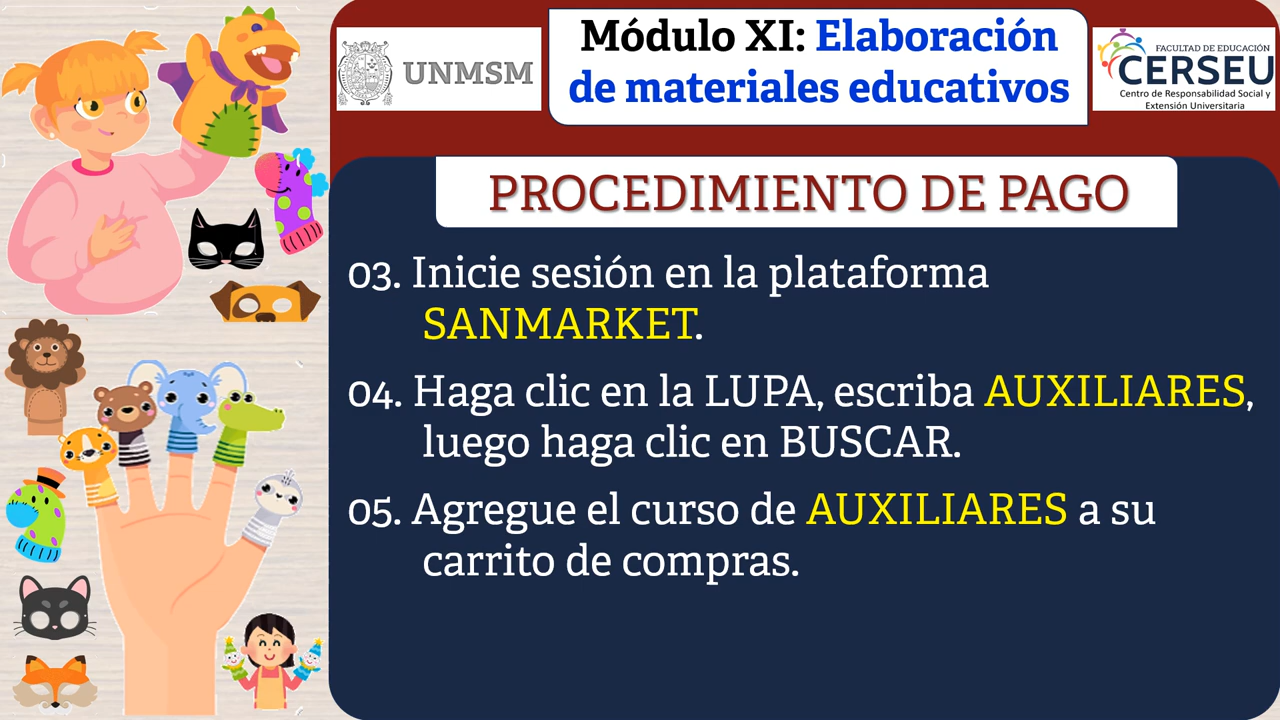 UNMSM
Módulo XI: Elaboración
de materiales educativos
FACULTAD DE EDUCACIÓN
CERSEU
Centro de Responsabilidad Social y
Extensión Universitaria
PROCEDIMIENTO DE PAGO
03. Inicie sesión en la plataforma
SANMARKET.
04. Haga clic en la LUPA, escriba AUXILIARES,
luego haga clic en BUSCAR.
05. Agregue el curso de AUXILIARES a su
carrito de compras.